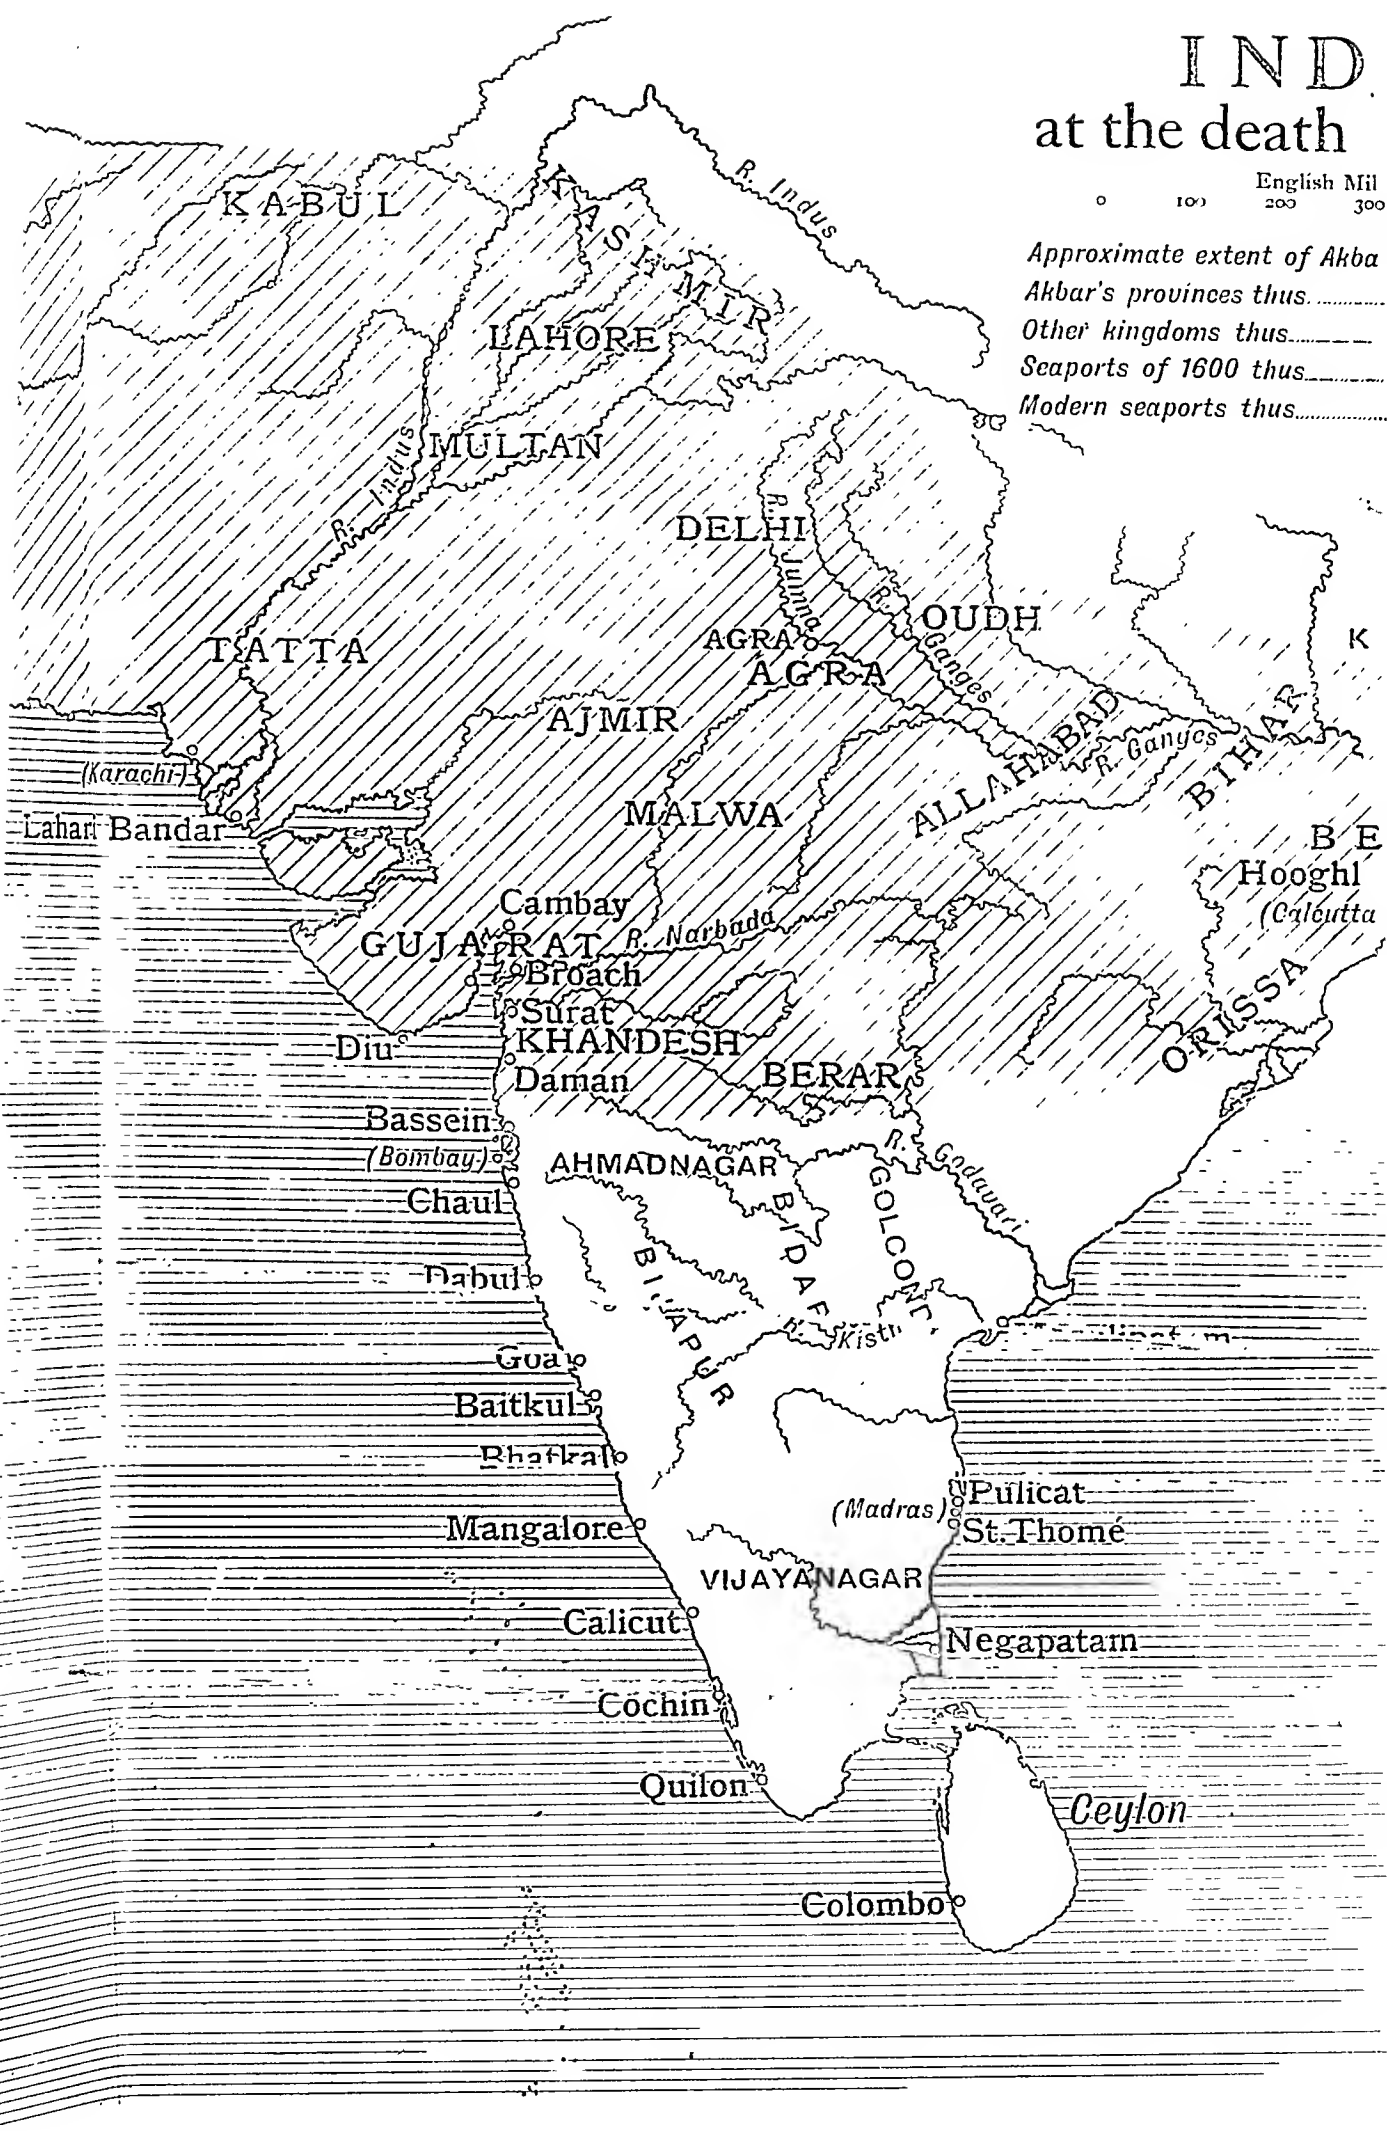 IND
at the death
English Mil
0 100 200 300
Approximate extent of Akba
Akbar's provinces thus
Other kingdoms thus
Seaports of 1600 thus
Modern seaports thus
R. Indus
KABUL
KASHMIR
LAHORE
MULTAN
R. Indus
DELHI
R. Jumna
R. Ganges
OUDH
K
TATTA
AGRA
AGRA
AJMIR
ALLAHABAD
R. Ganges
BIHAR
(Karachi)
MALWA
Lahari Bandar
B E
Hooghl
(Calcutta
Cambay
GUJARAT
R. Narbada
Broach
Surat
ORISSA
Diu
KHANDESH
Daman
BERAR
Bassein
(Bombay)
AHMADNAGAR
R. Godavari
Chaul
BIDAR
GOLCOND
Dabul
BIJAPUR
R. Kistn
Goa
Baitkul
Bhatkal
Pulicat
(Madras)
St. Thomé
Mangalore
VIJAYANAGAR
Calicut
Negapatam
Cochin
Quilon
Ceylon
Colombo